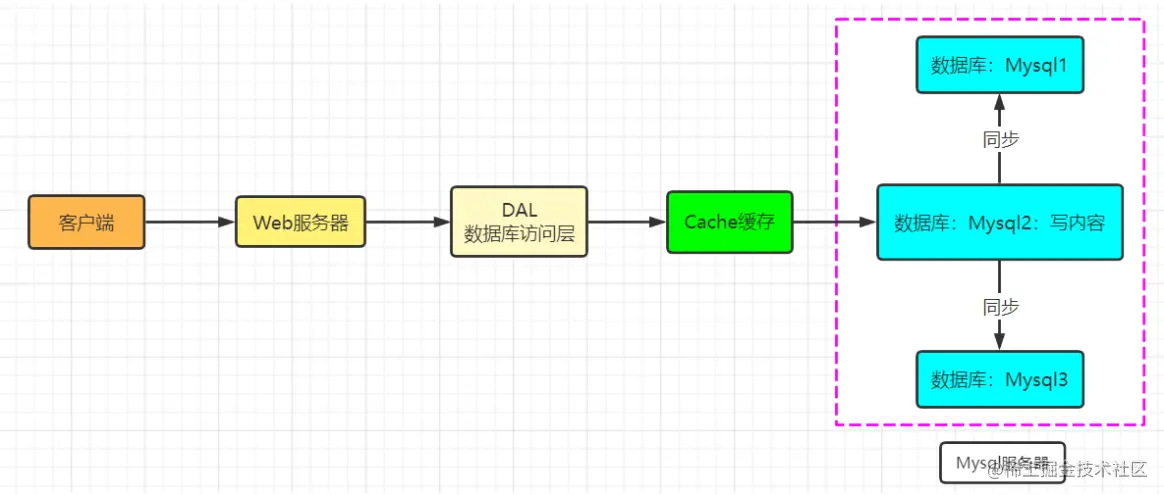 数据库：Mysql1
同步
客户端
Web服务器
DAL
数据库访问层
Cache缓存
数据库：Mysql2：写内容
同步
数据库：Mysql3
Mysql服务器
@稀土掘金技术社区